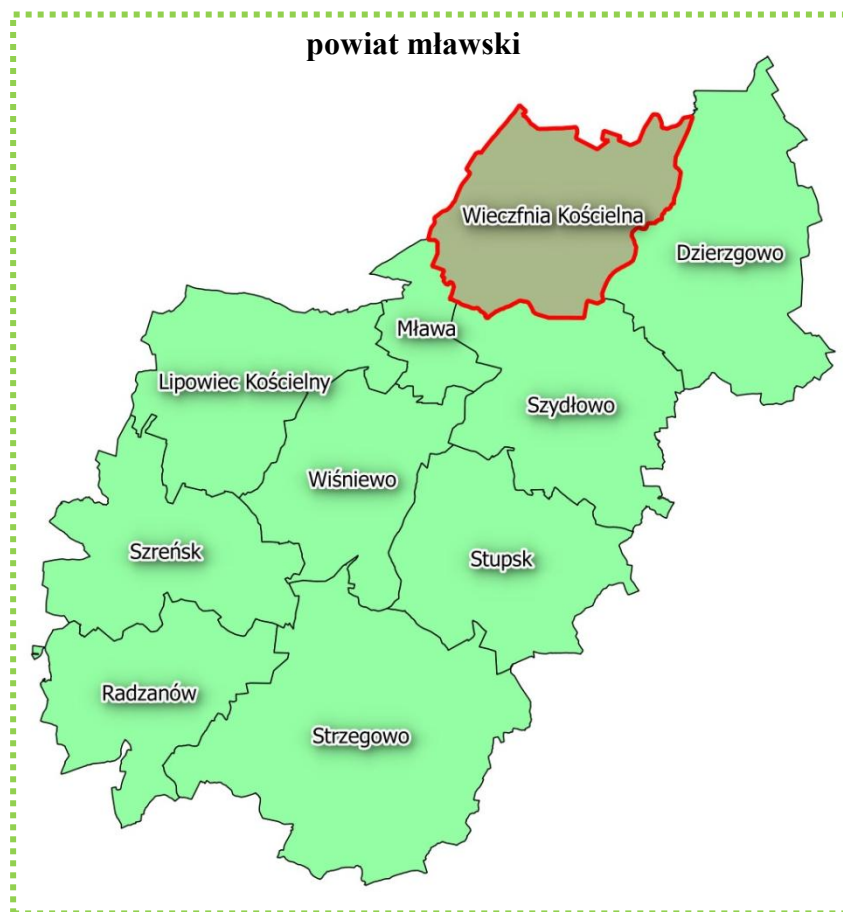 powiat mławski
Wieczfnia Kościelna
Dzierzgowo
Mława
Lipowiec Kościelny
Szydłowo
Wiśniewo
Szreńsk
Stupsk
Radzanów
Strzegowo